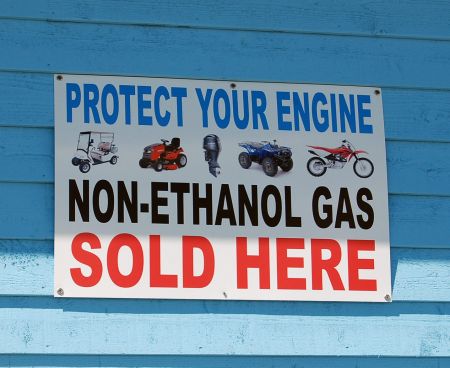 PROTECT YOUR ENGINE
NON-ETHANOL GAS
SOLD HERE